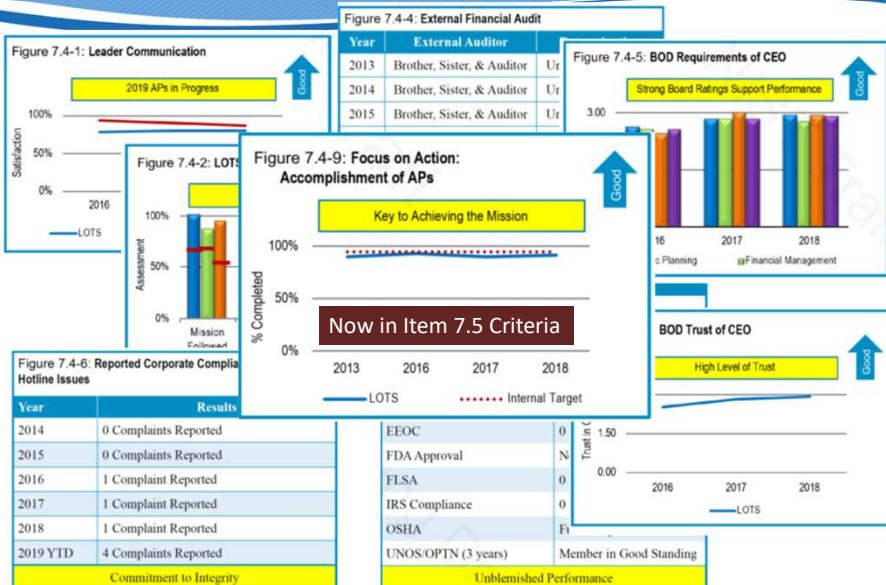 Figure 7.4-1: Leader Communication
2019 APs in Progress
Good
100%
50%
0%
Satisfaction
2016
LOTS
Figure 7.4-4: External Financial Audit
Year External Auditor
2013 Brother, Sister, & Auditor
2014 Brother, Sister, & Auditor
2015 Brother, Sister, & Auditor
Figure 7.4-5: BOD Requirements of CEO
Strong Board Ratings Support Performance
Good
3.00
16 2017 2018
Planning Financial Management
Figure 7.4-2: LOTS
100%
50%
0%
Assessment
Mission
Followed
Figure 7.4-9: Focus on Action:
Accomplishment of APs
Good
Key to Achieving the Mission
100%
50%
0%
% Completed
Now in Item 7.5 Criteria
2013 2016 2017 2018
LOTS Internal Target
BOD Trust of CEO
High Level of Trust
Good
Trust in
1.50
0.00
2016 2017 2018
LOTS
Figure 7.4-6: Reported Corporate
Hotline Issues
Year Results
2014 0 Complaints Reported
2015 0 Complaints Reported
2016 1 Complaint Reported
2017 1 Complaint Reported
2018 1 Complaint Reported
2019 YTD 4 Complaints Reported
Commitment to Integrity
EEOC 0
FDA Approval
FLSA 0
IRS Compliance 0
OSHA
UNOS/OPTN (3 years) Member in Good Standing
Unblemished Performance